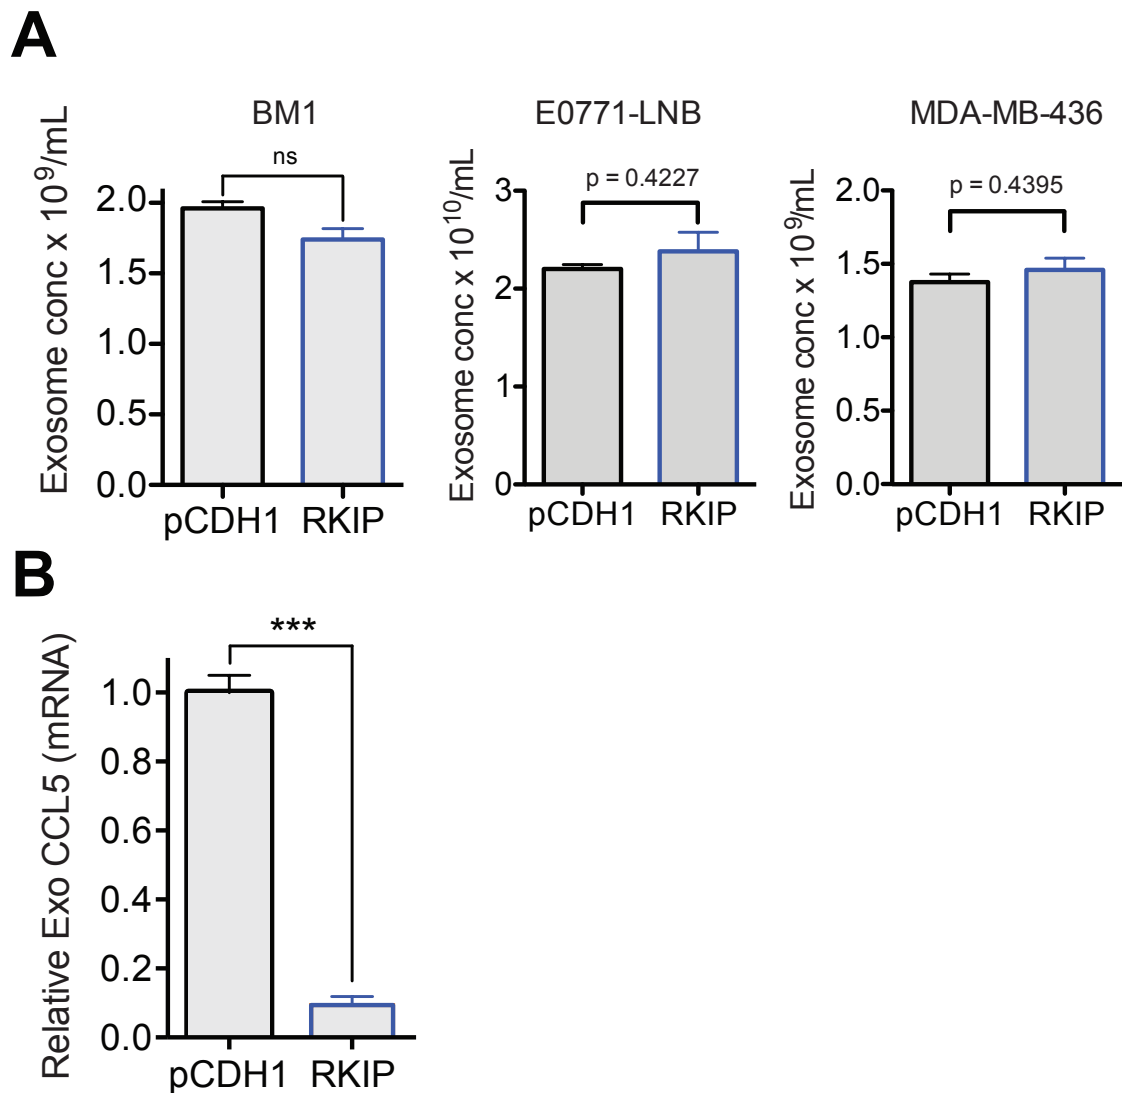 A
BM1
Exosome conc x 10⁹/mL
ns
2.0
1.5
1.0
0.5
0.0
pCDH1 RKIP
E0771-LNB
Exosome conc x 10¹⁰/mL
p = 0.4227
3
2
1
0
pCDH1 RKIP
MDA-MB-436
Exosome conc x 10⁹/mL
p = 0.4395
2.0
1.5
1.0
0.5
0.0
pCDH1 RKIP
B
Relative Exo CCL5 (mRNA)
***
1.0
0.8
0.6
0.4
0.2
0.0
pCDH1 RKIP